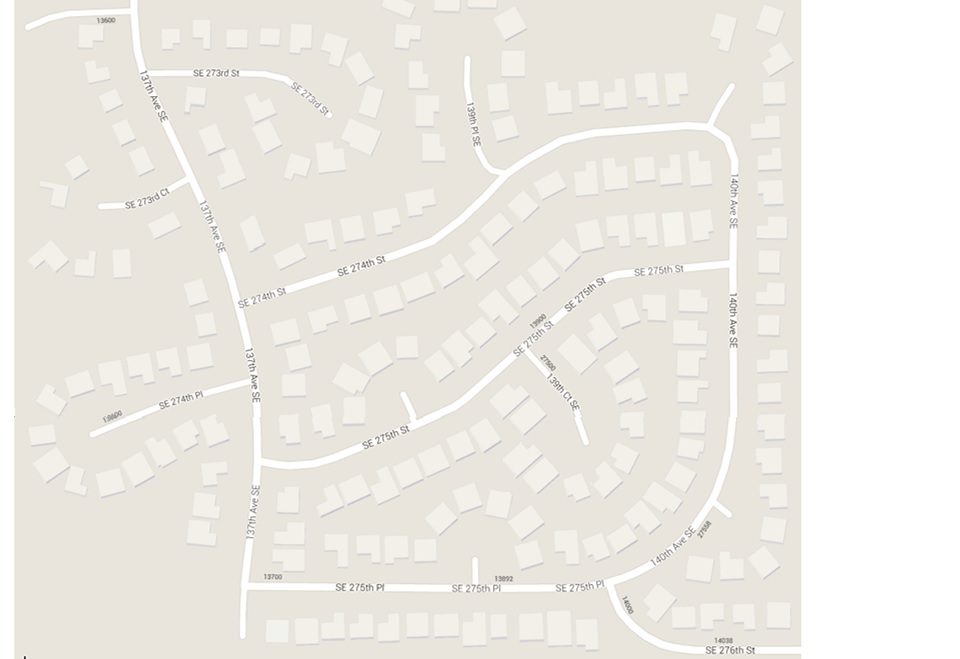 13600
SE 273rd St
SE 273rd St
137th Ave SE
139th Pl SE
SE 273rd Ct
137th Ave SE
140th Ave SE
SE 274th St
SE 274th St
SE 275th St
SE 275th St
140th Ave SE
13900
SE 275th St
27500
139th Ct SE
137th Ave SE
SE 274th Pl
13600
SE 275th St
137th Ave SE
27558
140th Ave SE
13700
13892
SE 275th Pl
SE 275th Pl
SE 275th Pl
14000
14038
SE 276th St